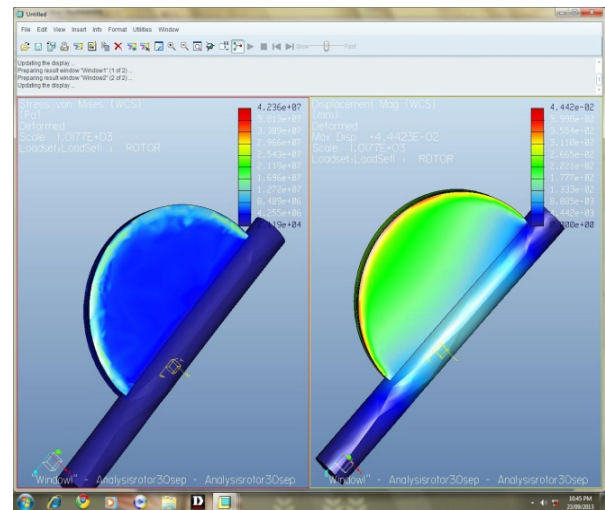 Untitled
File Edit View Insert Info Format Utilities Window
Slow Fast
Updating the display...
Preparing result window "Window1" (1 of 2)...
Preparing result window "Window2" (2 of 2)...
Updating the display...
Stress von Mises (WCS)
(Pa)
Deformed
Scale 1.0177E+03
Loadset:LoadSet1 : ROTOR
4.236e+07
3.813e+07
3.389e+07
2.966e+07
2.543e+07
2.119e+07
1.696e+07
1.272e+07
8.489e+06
4.255e+06
"Window1" - Analysisrotor30sep - Analysisrotor30sep
Displacement Mag (WCS)
(mm)
Deformed
Max Disp +4.4423E-02
Scale 1.0177E+03
Loadset:LoadSet1 : ROTOR
4.442e-02
3.998e-02
3.554e-02
3.110e-02
2.665e-02
2.221e-02
1.777e-02
1.333e-02
8.885e-03
4.442e-03
0.000e+00
"Window1" - Analysisrotor30sep - Analysisrotor30sep
10:45 PM
23/09/2013